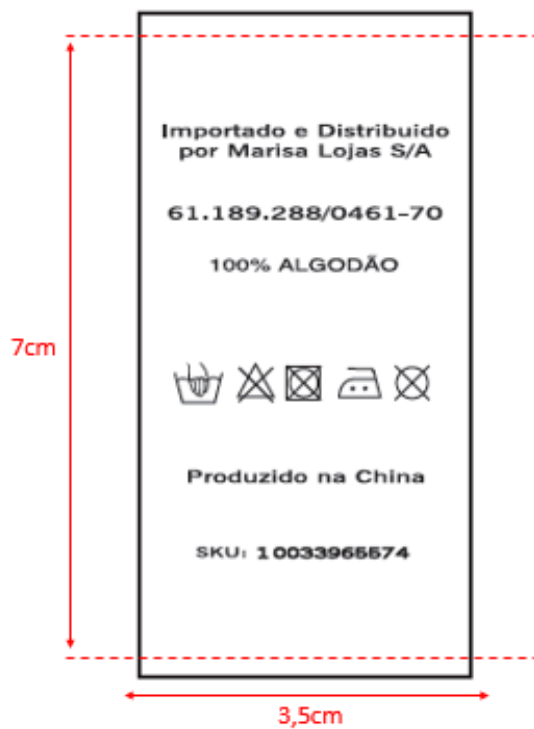 Importado e Distribuido
por Marisa Lojas S/A
61.189.288/0461-70
100% ALGODÃO
7cm
Produzido na China
SKU: 10033965574
3,5cm